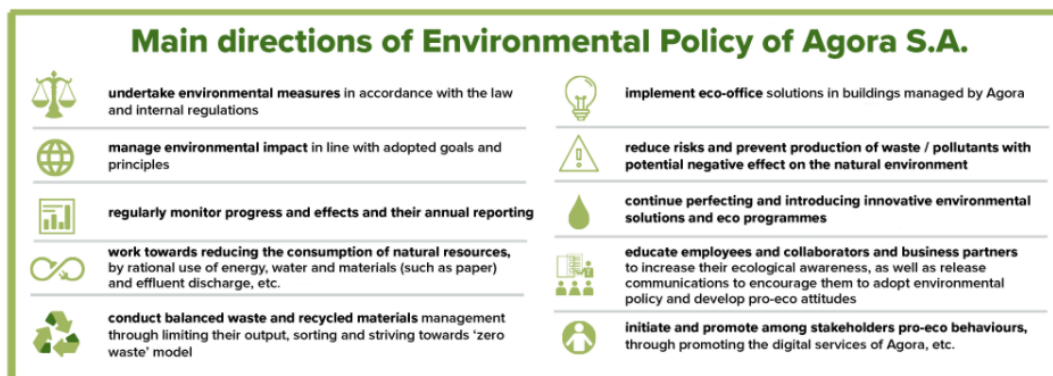 Main directions of Environmental Policy of Agora S.A.
undertake environmental measures in accordance with the law
and internal regulations
manage environmental impact in line with adopted goals and
principles
regularly monitor progress and effects and their annual reporting
work towards reducing the consumption of natural resources,
by rational use of energy, water and materials (such as paper)
and effluent discharge, etc.
conduct balanced waste and recycled materials management
through limiting their output, sorting and striving towards ‘zero
waste’ model
implement eco-office solutions in buildings managed by Agora
reduce risks and prevent production of waste / pollutants with
potential negative effect on the natural environment
continue perfecting and introducing innovative environmental
solutions and eco programmes
educate employees and collaborators and business partners
to increase their ecological awareness, as well as release
communications to encourage them to adopt environmental
policy and develop pro-eco attitudes
initiate and promote among stakeholders pro-eco behaviours,
through promoting the digital services of Agora, etc.